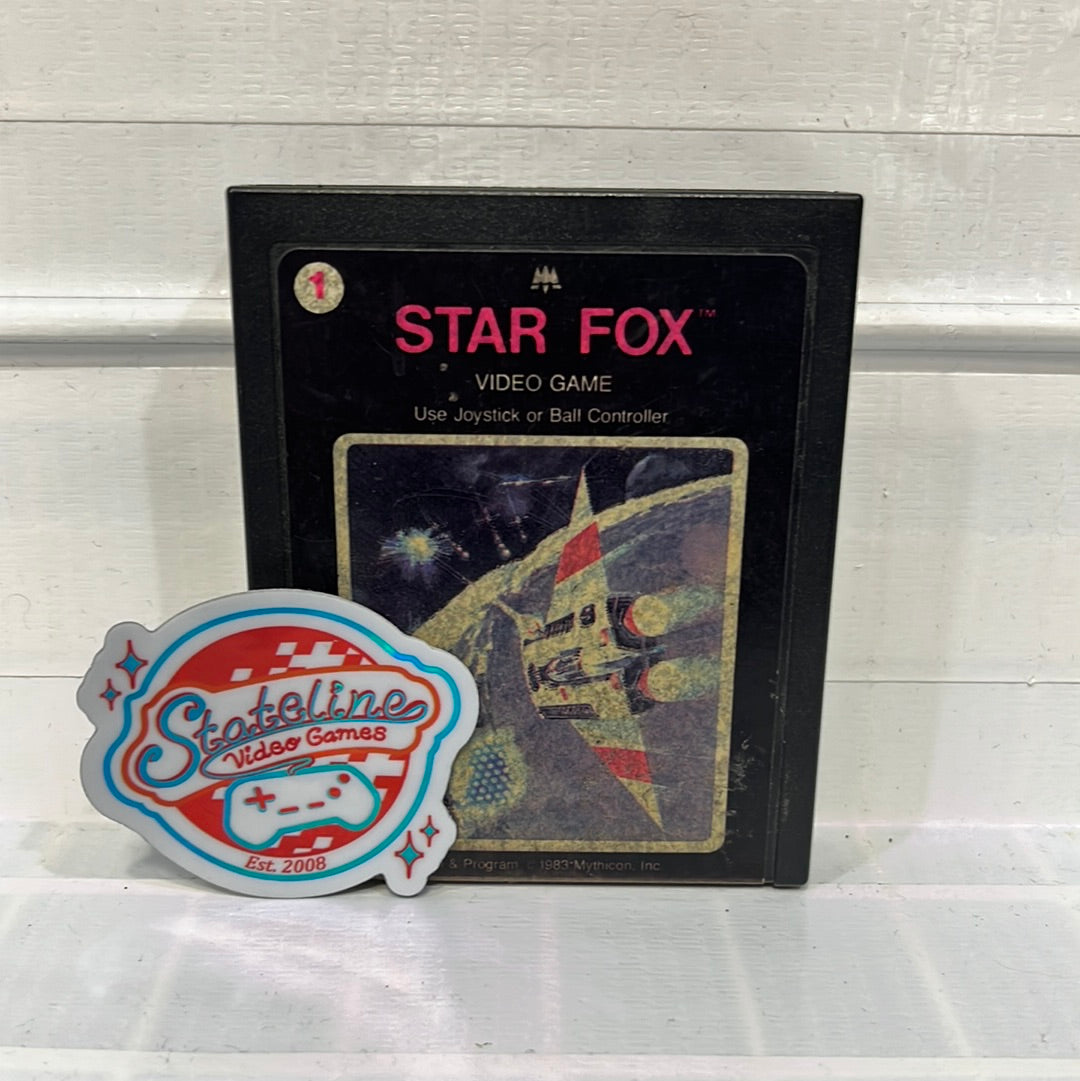 1
STAR FOX™
VIDEO GAME
Use Joystick or Ball Controller
Stateline
Video Games
Est. 2008
& Program © 1983 Mythicon, Inc.